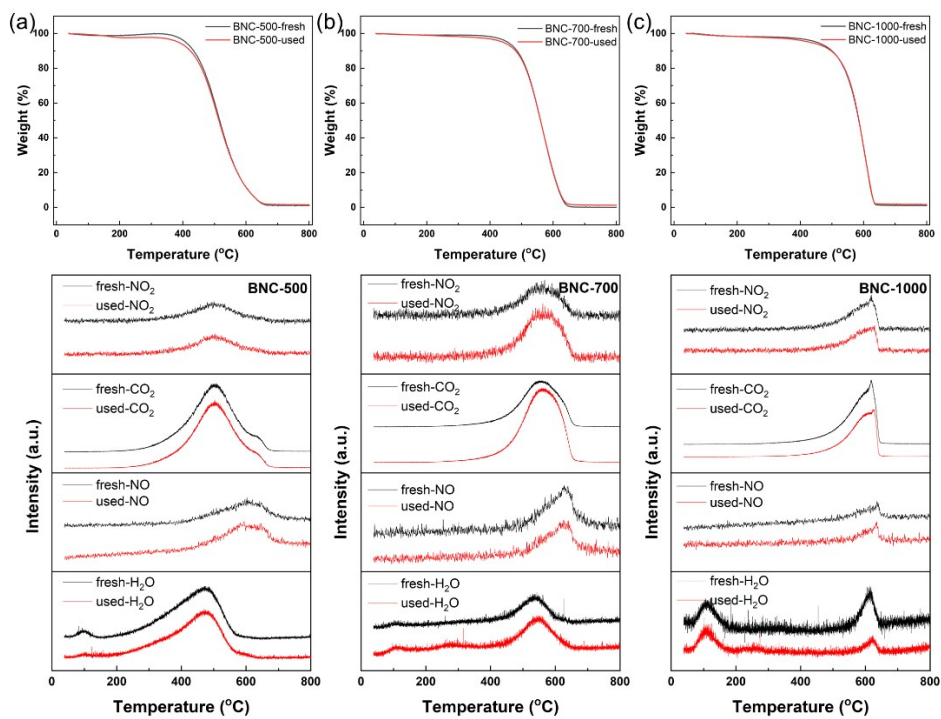 (a)
BNC-500-fresh
BNC-500-used
100
80
60
40
20
0
Weight (%)
0 200 400 600 800
Temperature (°C)
(b)
BNC-700-fresh
BNC-700-used
100
80
60
40
20
0
Weight (%)
0 200 400 600 800
Temperature (°C)
(c)
BNC-1000-fresh
BNC-1000-used
100
80
60
40
20
0
Weight (%)
0 200 400 600 800
Temperature (°C)
BNC-500
fresh-NO₂
used-NO₂
fresh-CO₂
used-CO₂
fresh-NO
used-NO
fresh-H₂O
used-H₂O
Intensity (a.u.)
0 200 400 600 800
Temperature (°C)
BNC-700
fresh-NO₂
used-NO₂
fresh-CO₂
used-CO₂
fresh-NO
used-NO
fresh-H₂O
used-H₂O
Intensity (a.u.)
0 200 400 600 800
Temperature (°C)
BNC-1000
fresh-NO₂
used-NO₂
fresh-CO₂
used-CO₂
fresh-NO
used-NO
fresh-H₂O
used-H₂O
Intensity (a.u.)
0 200 400 600 800
Temperature (°C)